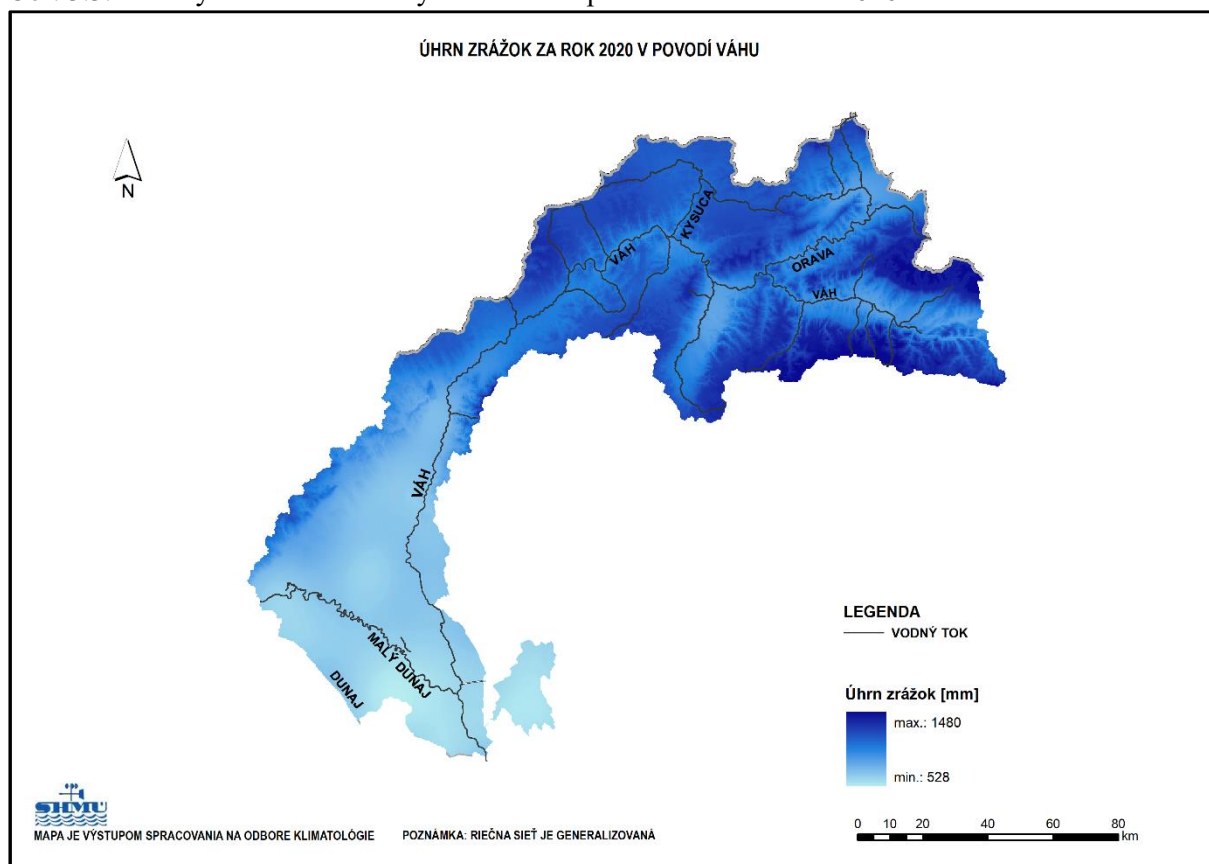 ÚHRN ZRÁŽOK ZA ROK 2020 V POVODÍ VÁHU
N
KYSUCA
VÁH
ORAVA
VÁH
VÁH
MALÝ DUNAJ
DUNAJ
LEGENDA
VODNÝ TOK
Úhrn zrážok [mm]
max.: 1480
min.: 528
SHMÚ
MAPA JE VÝSTUPOM SPRACOVANIA NA ODBORE KLIMATOLÓGIE POZNÁMKA: RIEČNA SIEŤ JE GENERALIZOVANÁ
0 10 20 40 60 80
km